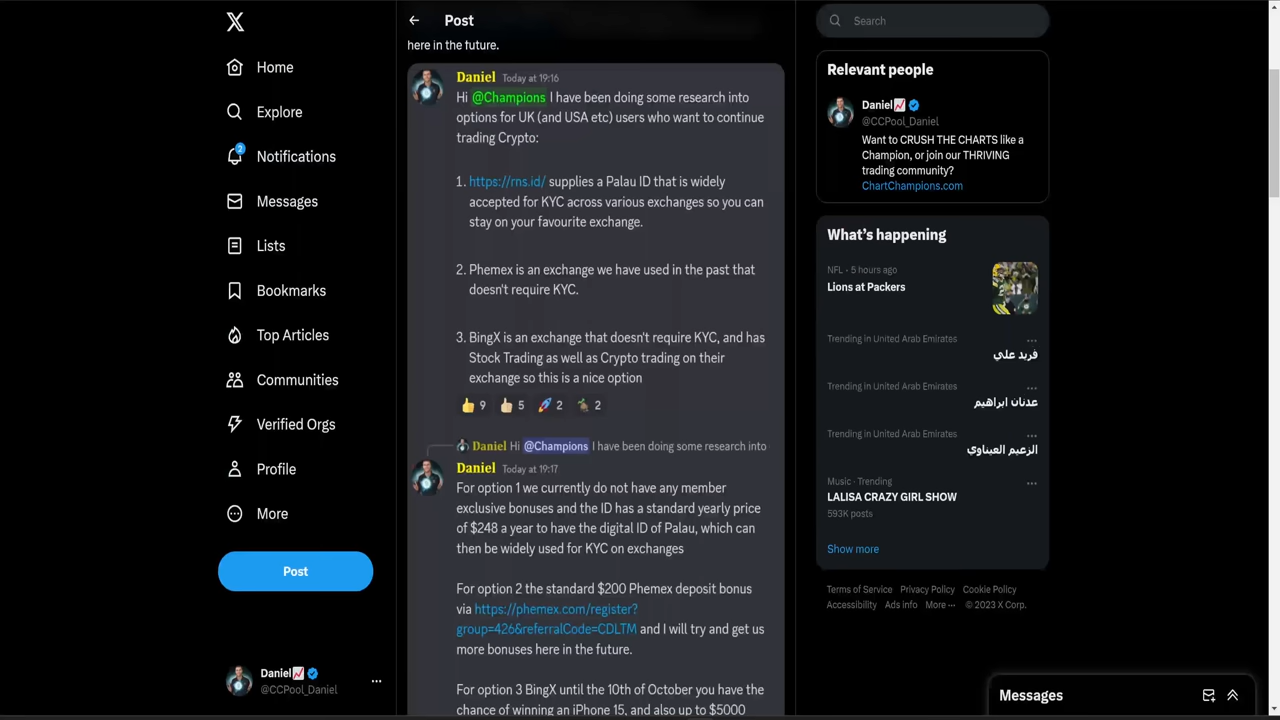 Home
Explore
2
Notifications
Messages
Lists
Bookmarks
Top Articles
Communities
Verified Orgs
Profile
More
Post
Daniel📈
@CCPool_Daniel
Post
here in the future.
Daniel Today at 19:16
Hi @Champions I have been doing some research into
options for UK (and USA etc) users who want to continue
trading Crypto:
1. https://rns.id/ supplies a Palau ID that is widely
accepted for KYC across various exchanges so you can
stay on your favourite exchange.
2. Phemex is an exchange we have used in the past that
doesn't require KYC.
3. BingX is an exchange that doesn't require KYC, and has
Stock Trading as well as Crypto trading on their
exchange so this is a nice option
👍 9 👍🏻 5 🚀 2 2
Daniel Hi @Champions I have been doing some research into
Daniel Today at 19:17
For option 1 we currently do not have any member
exclusive bonuses and the ID has a standard yearly price
of $248 a year to have the digital ID of Palau, which can
then be widely used for KYC on exchanges
For option 2 the standard $200 Phemex deposit bonus
via https://phemex.com/register?
group=426&referralCode=CDLTM and I will try and get us
more bonuses here in the future.
For option 3 BingX until the 10th of October you have the
chance of winning an iPhone 15, and also up to $5000
Search
Relevant people
Daniel📈
@CCPool_Daniel
Want to CRUSH THE CHARTS like a
Champion, or join our THRIVING
trading community?
ChartChampions.com
What's happening
NFL · 5 hours ago
Lions at Packers
Trending in United Arab Emirates
فريد علي
Trending in United Arab Emirates
عدنان ابراهيم
Trending in United Arab Emirates
الزعيم العيناوي
Music · Trending
LALISA CRAZY GIRL SHOW
593K posts
Show more
Terms of Service Privacy Policy Cookie Policy
Accessibility Ads info More ··· © 2023 X Corp.
Messages